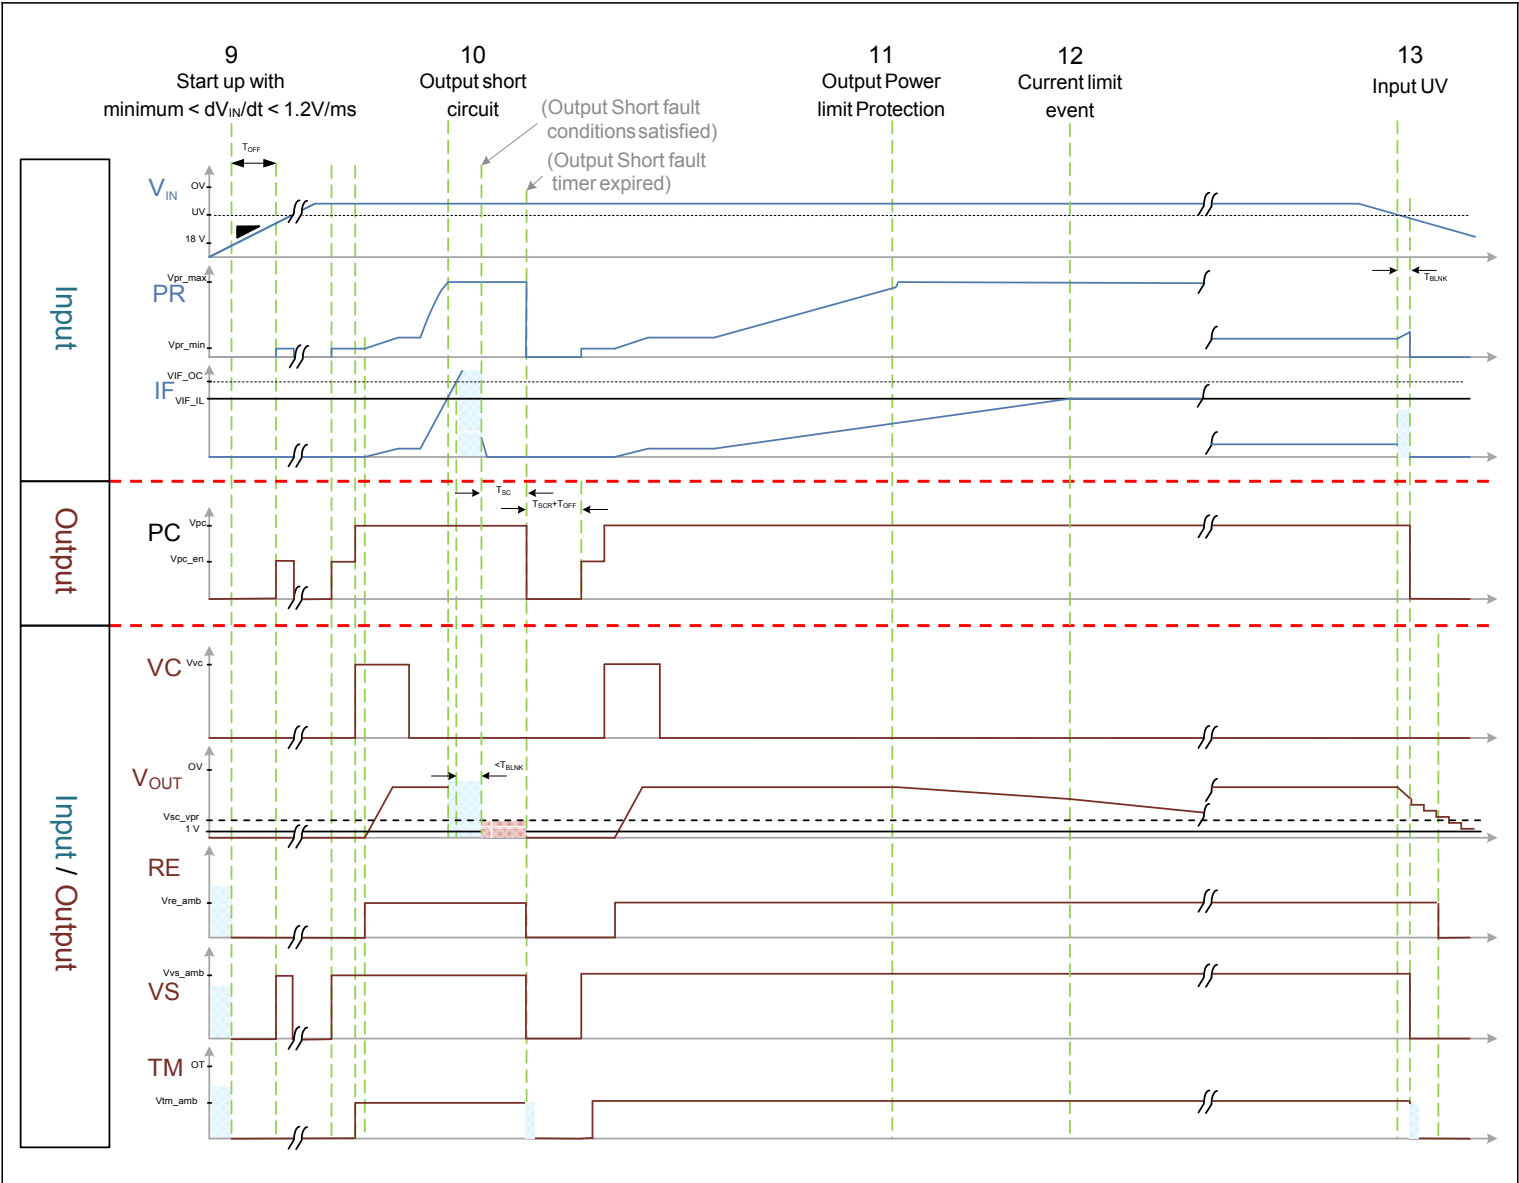 9
Start up with
minimum < dVIN/dt < 1.2V/ms
10
Output short
circuit
(Output Short fault
conditions satisfied)
(Output Short fault
timer expired)
11
Output Power
limit Protection
12
Current limit
event
13
Input UV
Input
TOFF
VIN
OV
UV
18 V
PR
Vpr_max
Vpr_min
TBLNK
IF
VIF_OC
VIF_IL
Output
TSC
TSCR+TOFF
PC
Vpc
Vpc_en
Input / Output
VC
Vvc
VOUT
OV
<TBLNK
Vsc_vpr
1 V
RE
Vre_amb
VS
Vvs_amb
TM
OT
Vtm_amb